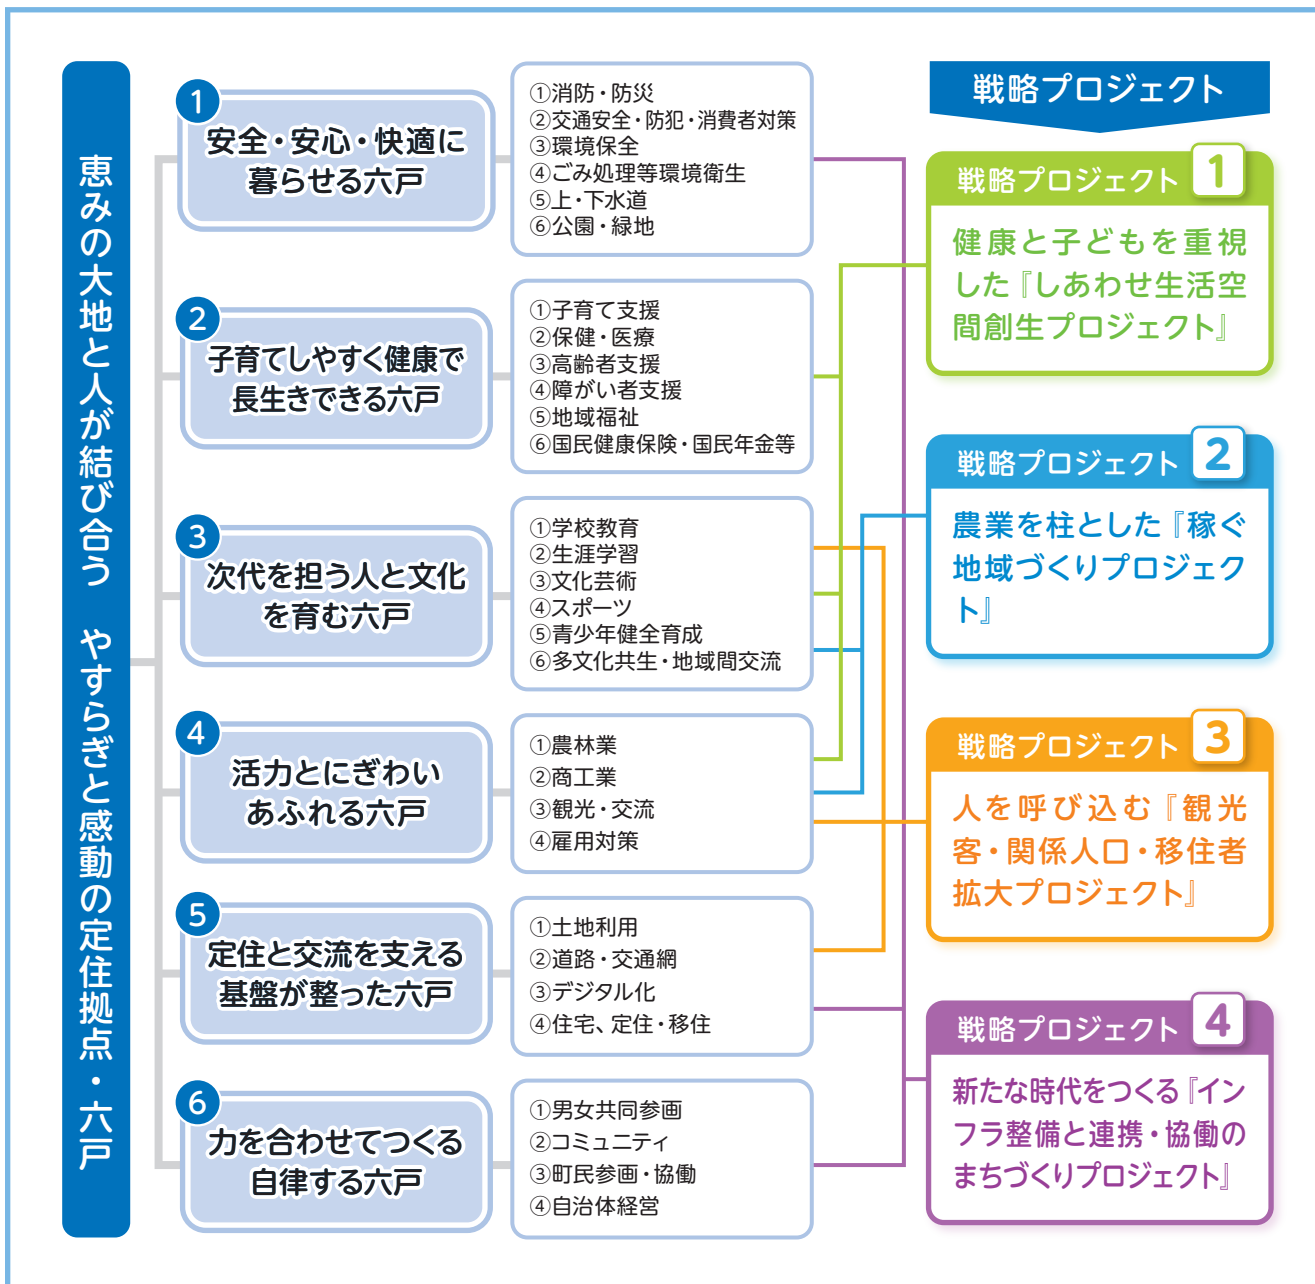 恵みの大地と人が結び合う　やすらぎと感動の定住拠点・六戸
1
安全・安心・快適に
暮らせる六戸
①消防・防災
②交通安全・防犯・消費者対策
③環境保全
④ごみ処理等環境衛生
⑤上・下水道
⑥公園・緑地
2
子育てしやすく健康で
長生きできる六戸
①子育て支援
②保健・医療
③高齢者支援
④障がい者支援
⑤地域福祉
⑥国民健康保険・国民年金等
3
次代を担う人と文化
を育む六戸
①学校教育
②生涯学習
③文化芸術
④スポーツ
⑤青少年健全育成
⑥多文化共生・地域間交流
4
活力とにぎわい
あふれる六戸
①農林業
②商工業
③観光・交流
④雇用対策
5
定住と交流を支える
基盤が整った六戸
①土地利用
②道路・交通網
③デジタル化
④住宅、定住・移住
6
力を合わせてつくる
自律する六戸
①男女共同参画
②コミュニティ
③町民参画・協働
④自治体経営
戦略プロジェクト
戦略プロジェクト 1
健康と子どもを重視
した『しあわせ生活空
間創生プロジェクト』
戦略プロジェクト 2
農業を柱とした『稼ぐ
地域づくりプロジェク
ト』
戦略プロジェクト 3
人を呼び込む『観光
客・関係人口・移住者
拡大プロジェクト』
戦略プロジェクト 4
新たな時代をつくる『イン
フラ整備と連携・協働の
まちづくりプロジェクト』